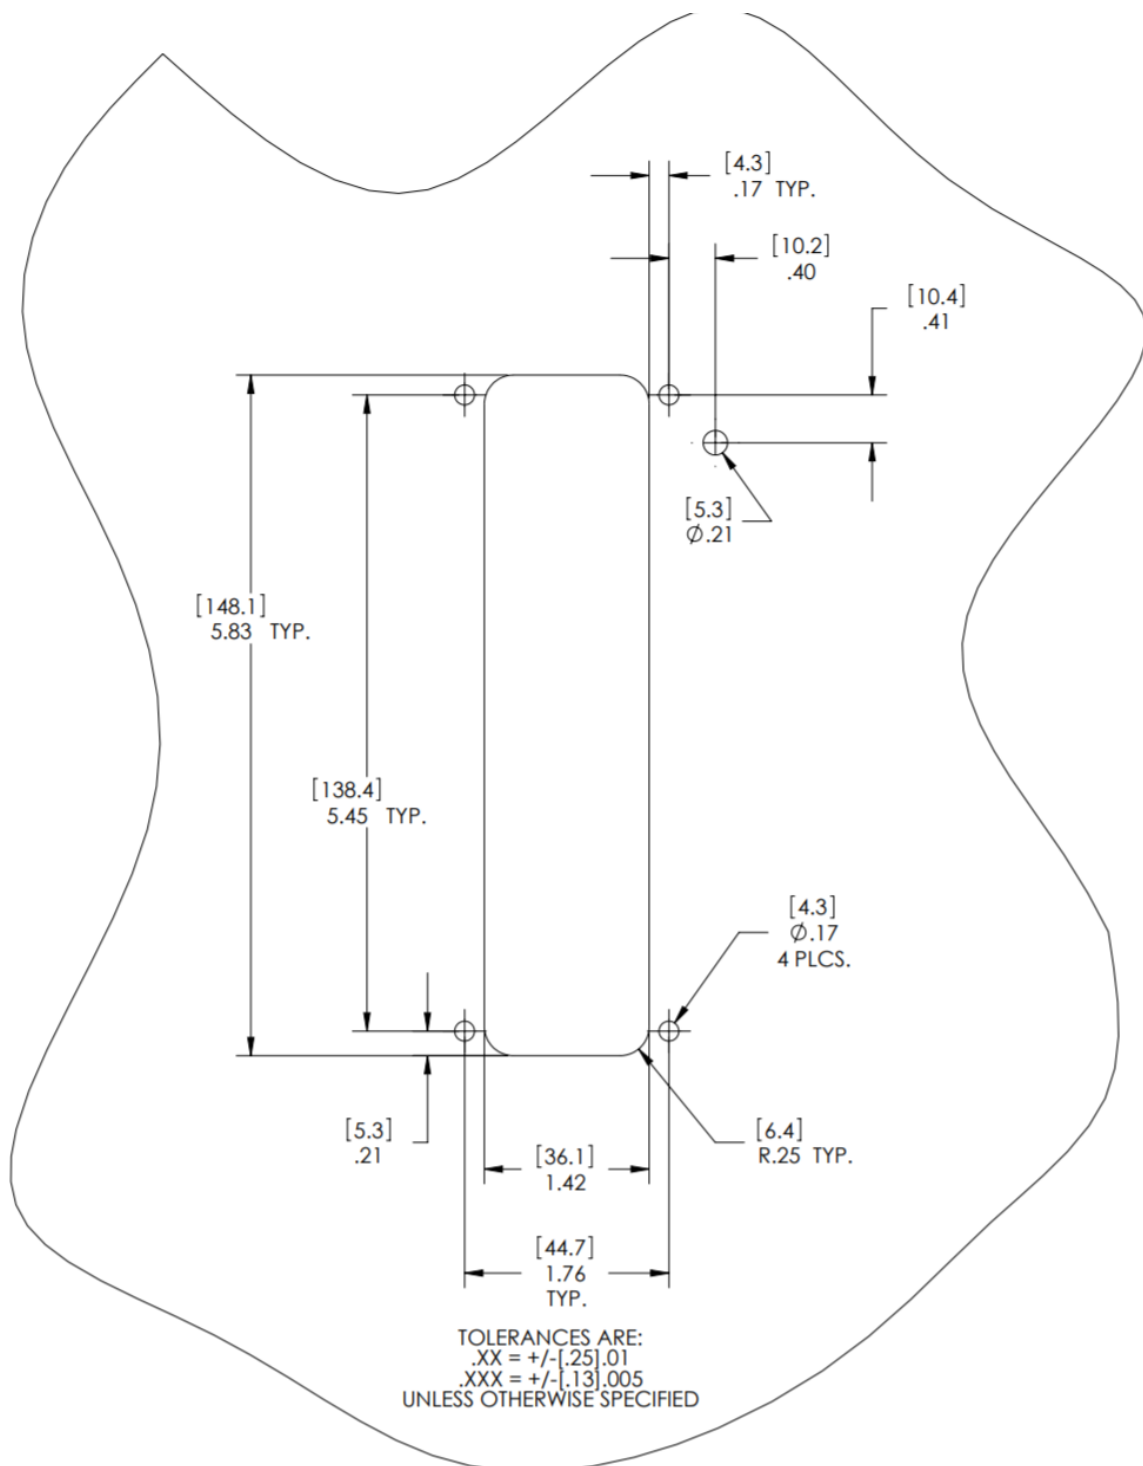 [4.3]
.17 TYP.
[10.2]
.40
[10.4]
.41
[5.3]
Ø.21
[148.1]
5.83 TYP.
[138.4]
5.45 TYP.
[4.3]
Ø.17
4 PLCS.
[5.3]
.21
[36.1]
1.42
[6.4]
R.25 TYP.
[44.7]
1.76
TYP.
TOLERANCES ARE:
.XX = +/-[.25].01
.XXX = +/-[.13].005
UNLESS OTHERWISE SPECIFIED